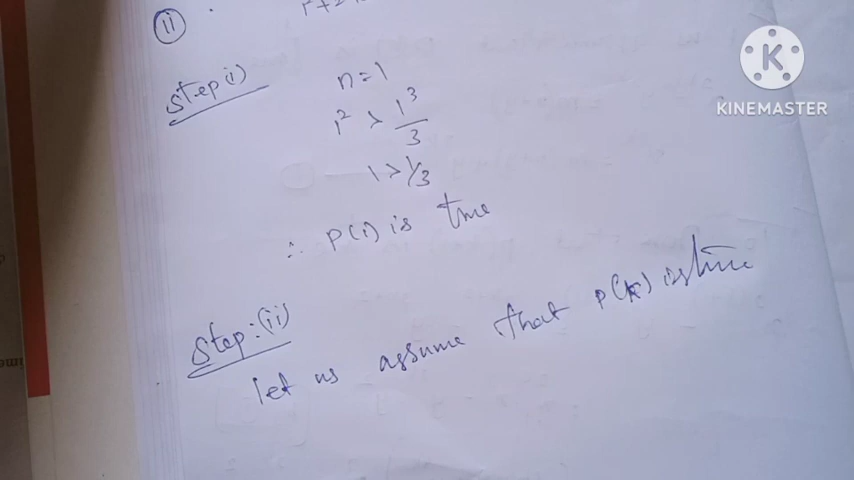 (11)
Step(i)
n=1
1² > 1³/3
1 > 1/3
∴ P(i) is true
Step:(ii)
let us assume that P(k) is true
K
KINEMASTER